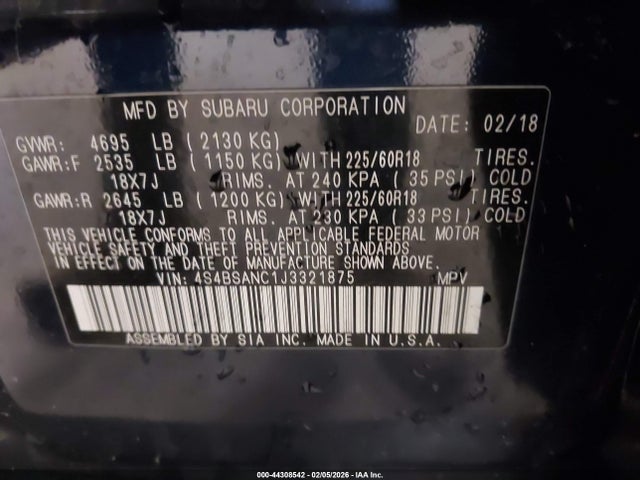 MFD BY SUBARU CORPORATION
DATE: 02/18
GVWR: 4695 LB (2130 KG)
GAWR:F 2535 LB (1150 KG) WITH 225/60R18 TIRES.
18X7J RIMS. AT 240 KPA (35 PSI) COLD
GAWR:R 2645 LB (1200 KG) WITH 225/60R18 TIRES.
18X7J RIMS. AT 230 KPA (33 PSI) COLD
THIS VEHICLE CONFORMS TO ALL APPLICABLE FEDERAL MOTOR
VEHICLE SAFETY AND THEFT PREVENTION STANDARDS
IN EFFECT ON THE DATE OF MANUFACTURE SHOWN ABOVE.
VIN: 4S4BSANC1J3321875 MPV
ASSEMBLED BY SIA INC. MADE IN U.S.A.
000-44308542 - 02/05/2026 - IAA Inc.